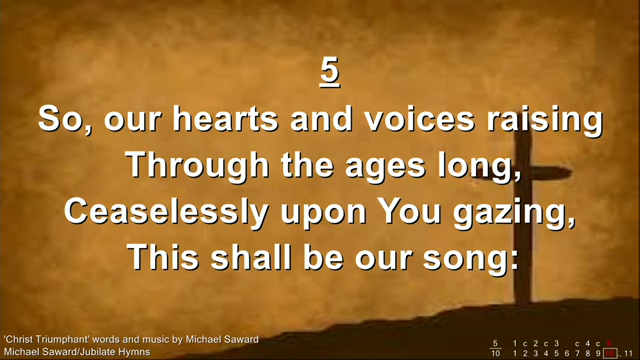 5
So, our hearts and voices raising
Through the ages long,
Ceaselessly upon You gazing,
This shall be our song:
'Christ Triumphant' words and music by Michael Saward
Michael Saward/Jubilate Hymns
5 1 c 2 c 3 c 4 c
10 1 2 3 4 5 6 7 8 9 .. 11